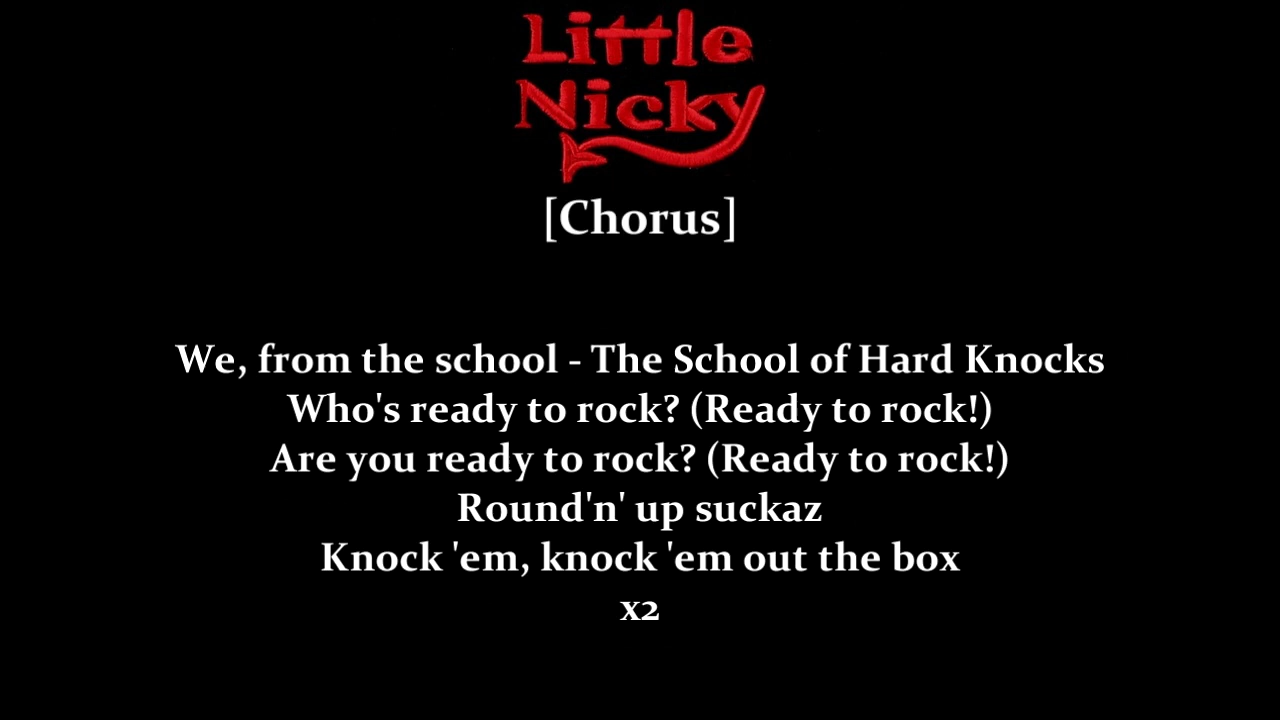 Little
Nicky
[Chorus]
We, from the school - The School of Hard Knocks
Who's ready to rock? (Ready to rock!)
Are you ready to rock? (Ready to rock!)
Round'n' up suckaz
Knock 'em, knock 'em out the box
x2